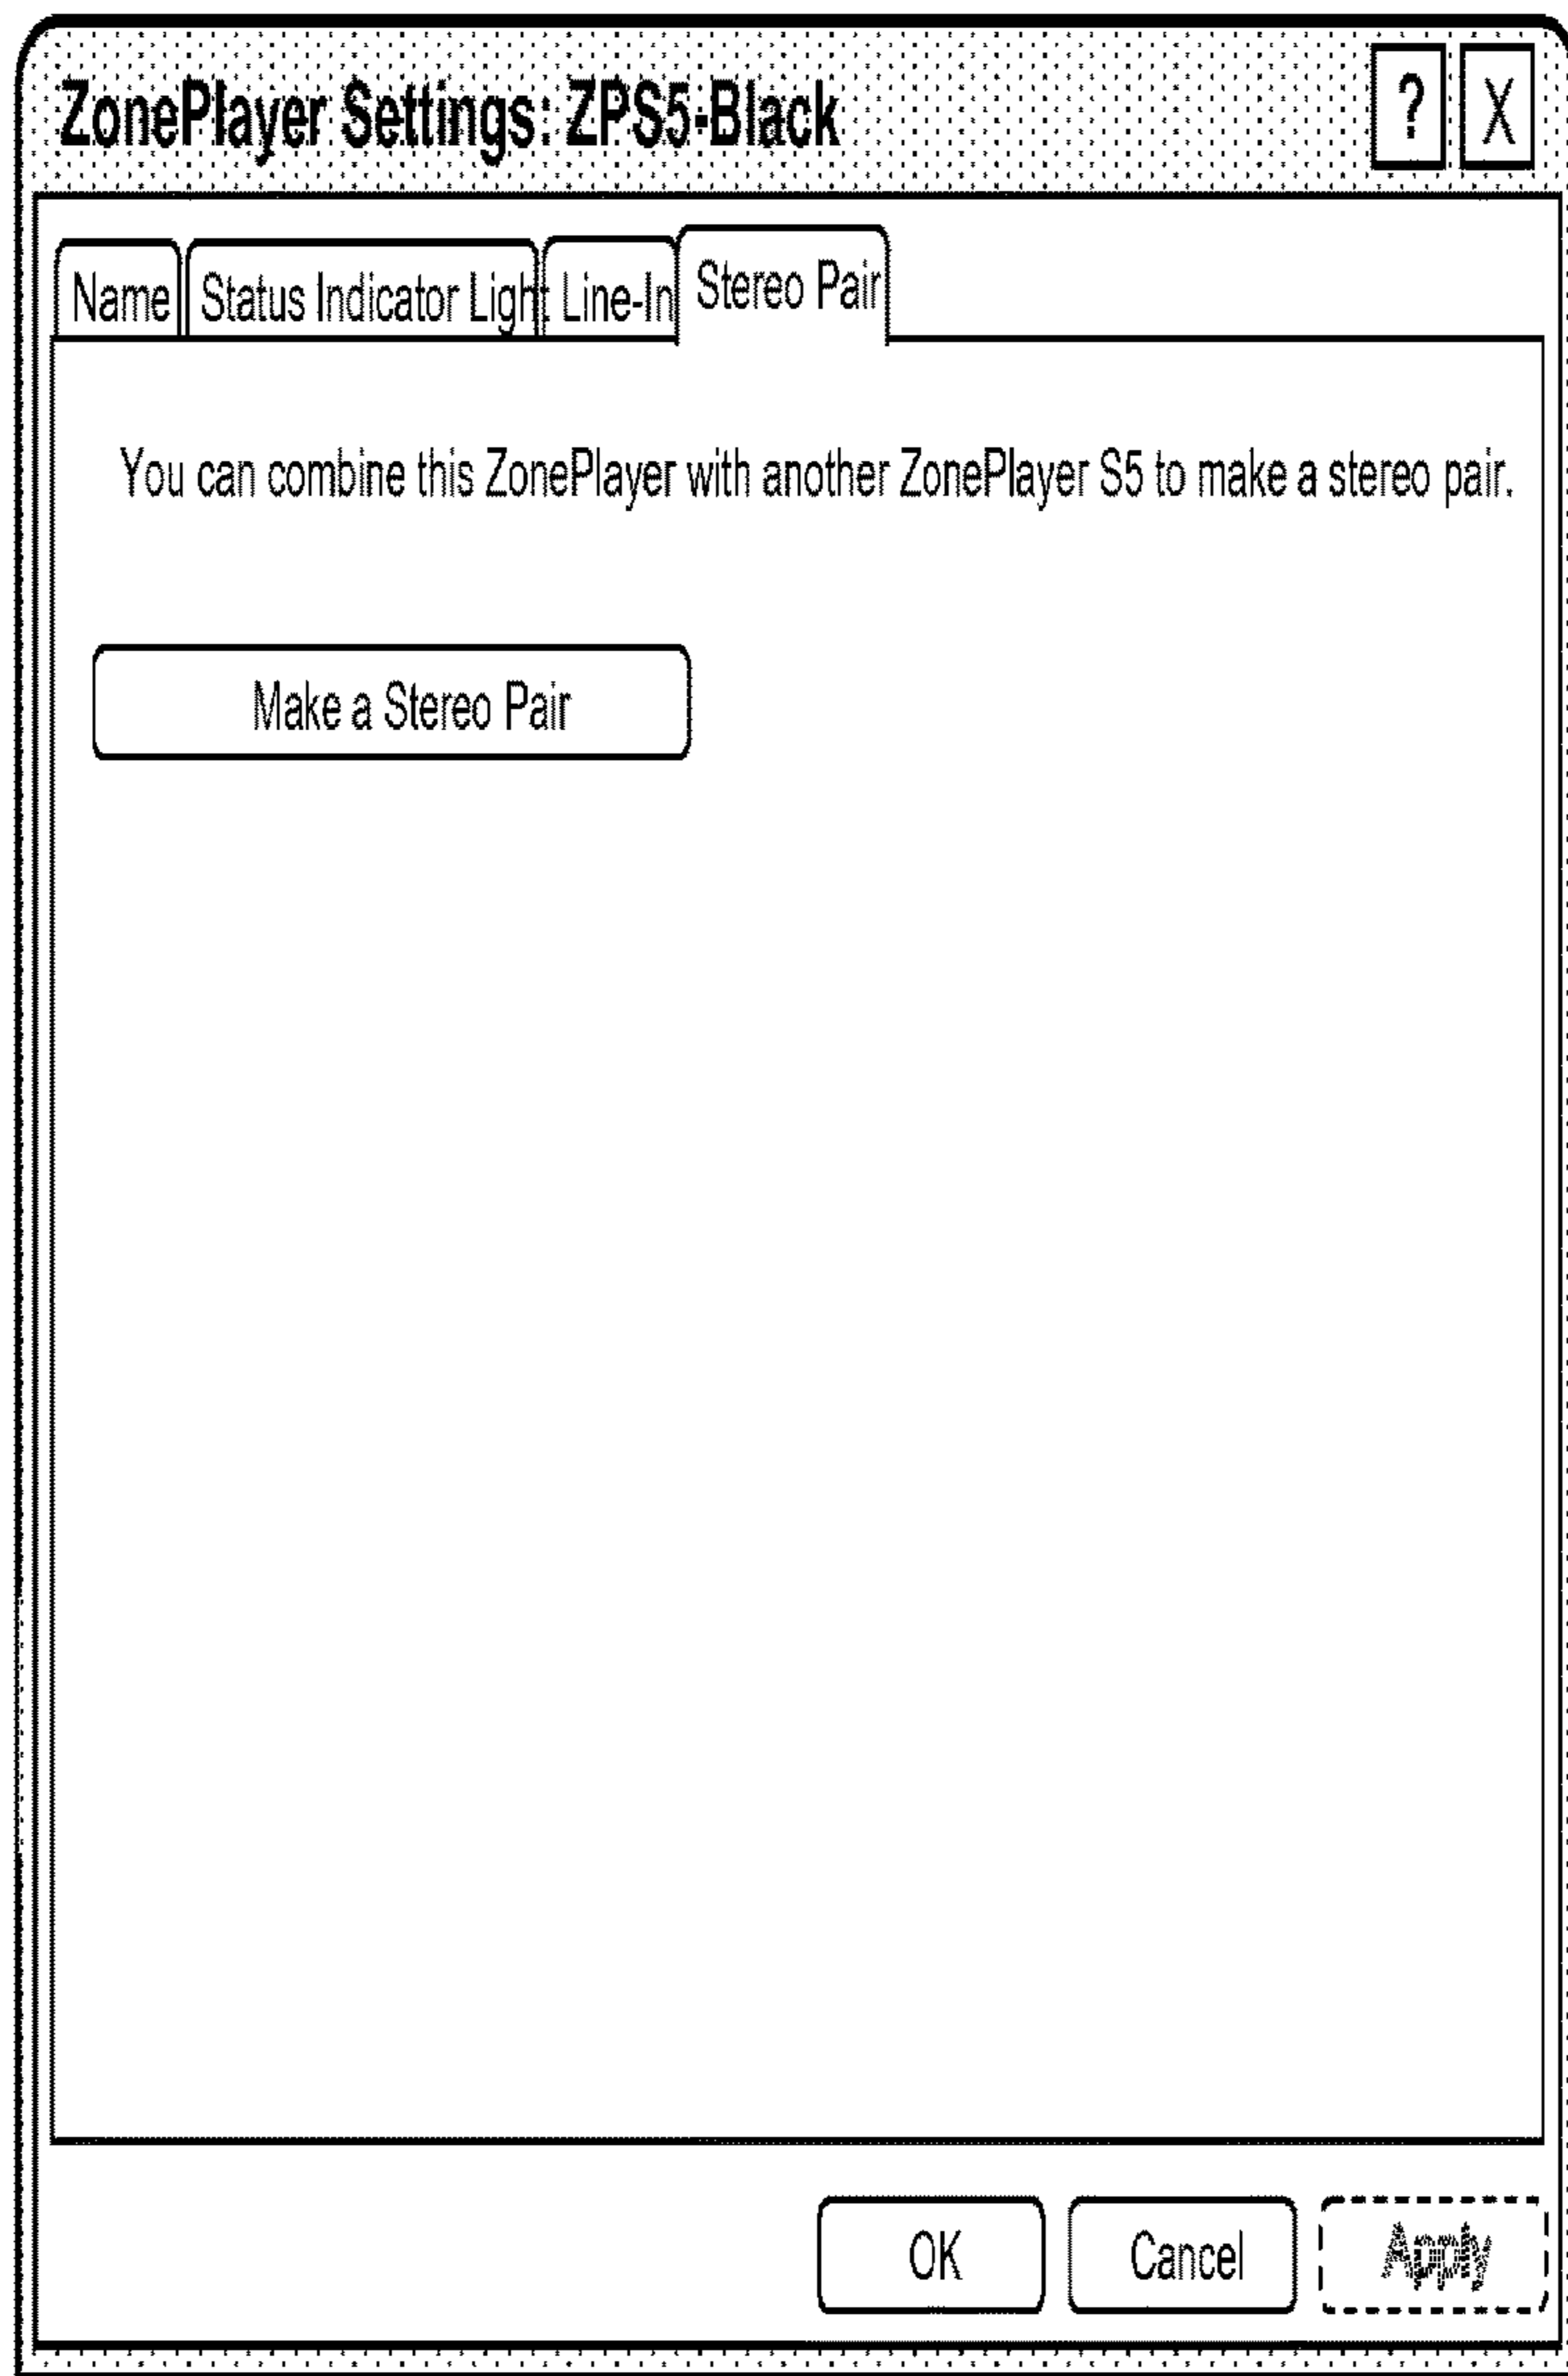 ZonePlayer Settings: ZPS5-Black ? X
Name Status Indicator Light Line-In Stereo Pair
You can combine this ZonePlayer with another ZonePlayer S5 to make a stereo pair.
Make a Stereo Pair
OK Cancel Apply